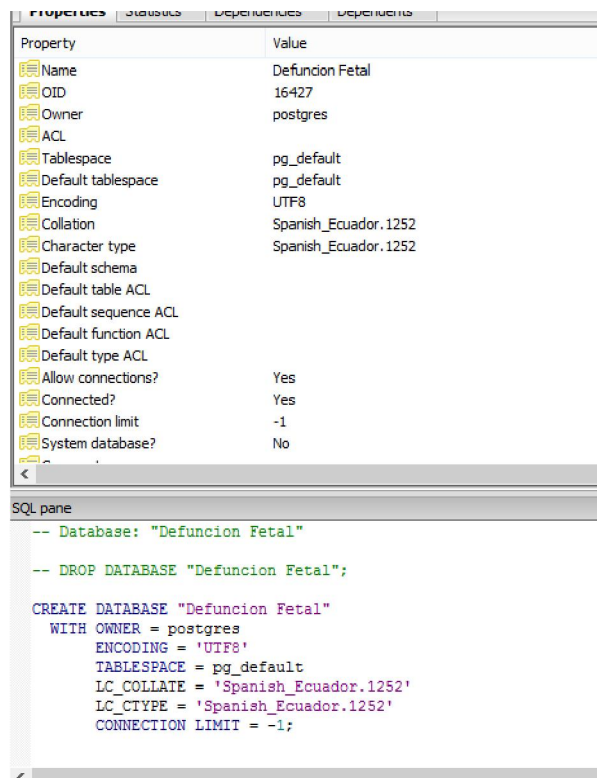 Properties Statistics Dependencies Dependents
Property Value
Name Defuncion Fetal
OID 16427
Owner postgres
ACL
Tablespace pg_default
Default tablespace pg_default
Encoding UTF8
Collation Spanish_Ecuador.1252
Character type Spanish_Ecuador.1252
Default schema
Default table ACL
Default sequence ACL
Default function ACL
Default type ACL
Allow connections? Yes
Connected? Yes
Connection limit -1
System database? No
SQL pane
-- Database: "Defuncion Fetal"
-- DROP DATABASE "Defuncion Fetal";
CREATE DATABASE "Defuncion Fetal"
WITH OWNER = postgres
ENCODING = 'UTF8'
TABLESPACE = pg_default
LC_COLLATE = 'Spanish_Ecuador.1252'
LC_CTYPE = 'Spanish_Ecuador.1252'
CONNECTION LIMIT = -1;